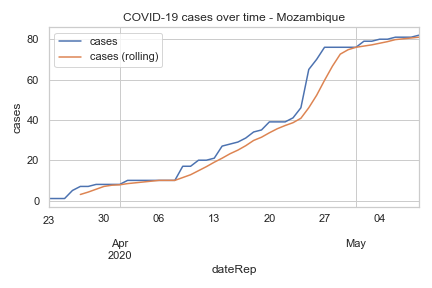 COVID-19 cases over time - Mozambique
cases
cases (rolling)
cases
80
60
40
20
0
23 30 06 13 20 27 04
Apr May
2020
dateRep